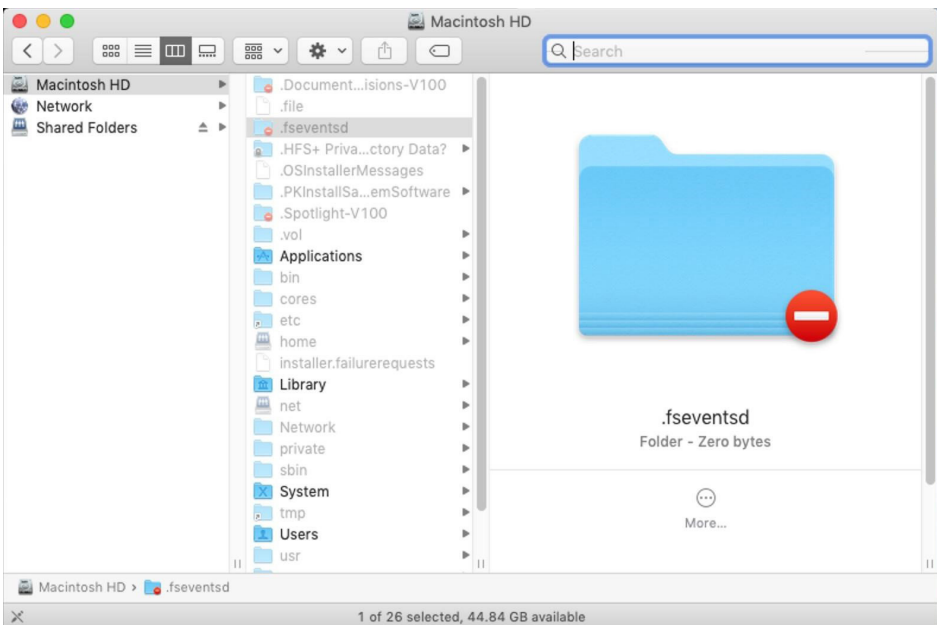 Macintosh HD
Search
Macintosh HD
Network
Shared Folders
.Document...isions-V100
.file
.fseventsd
.HFS+ Priva...ctory Data?
.OSInstallerMessages
.PKInstallSa...emSoftware
.Spotlight-V100
.vol
Applications
bin
cores
etc
home
installer.failurerequests
Library
net
Network
private
sbin
System
tmp
Users
usr
.fseventsd
Folder - Zero bytes
More...
Macintosh HD › .fseventsd
1 of 26 selected, 44.84 GB available